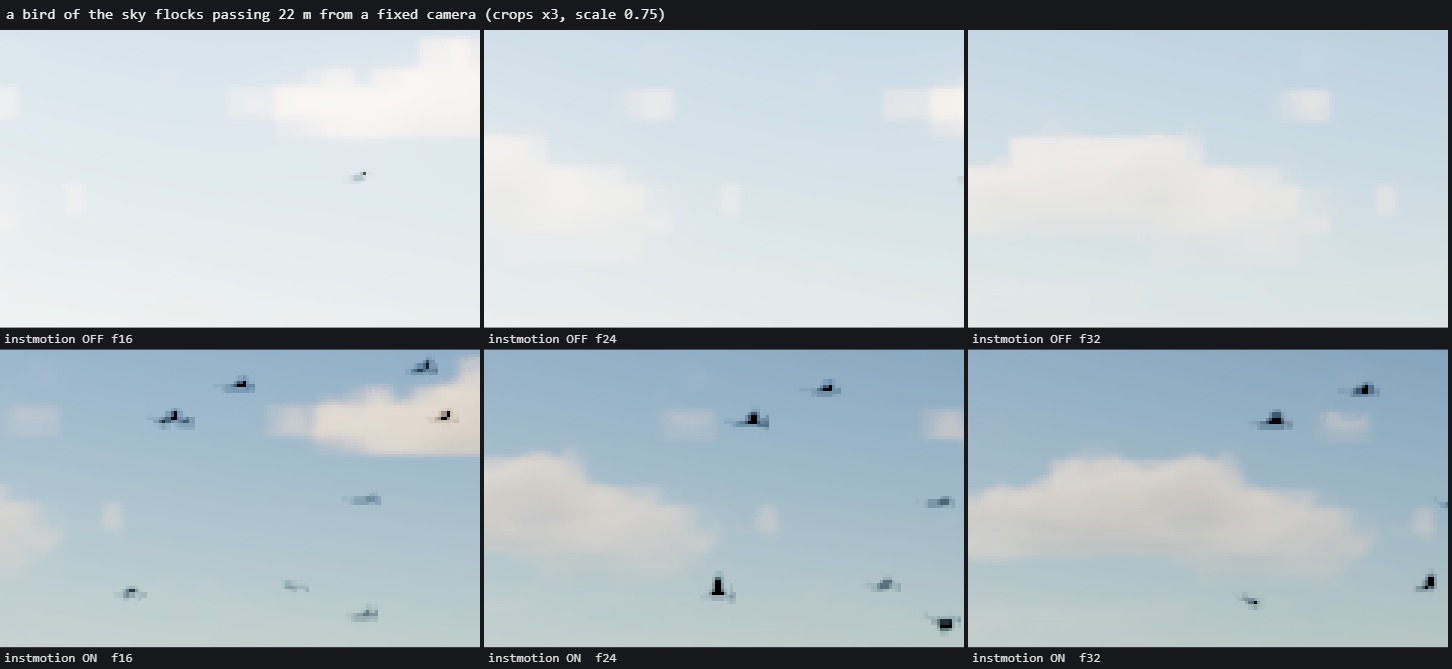 a bird of the sky flocks passing 22 m from a fixed camera (crops x3, scale 0.75)
instmotion OFF f16
instmotion OFF f24
instmotion OFF f32
instmotion ON  f16
instmotion ON  f24
instmotion ON  f32